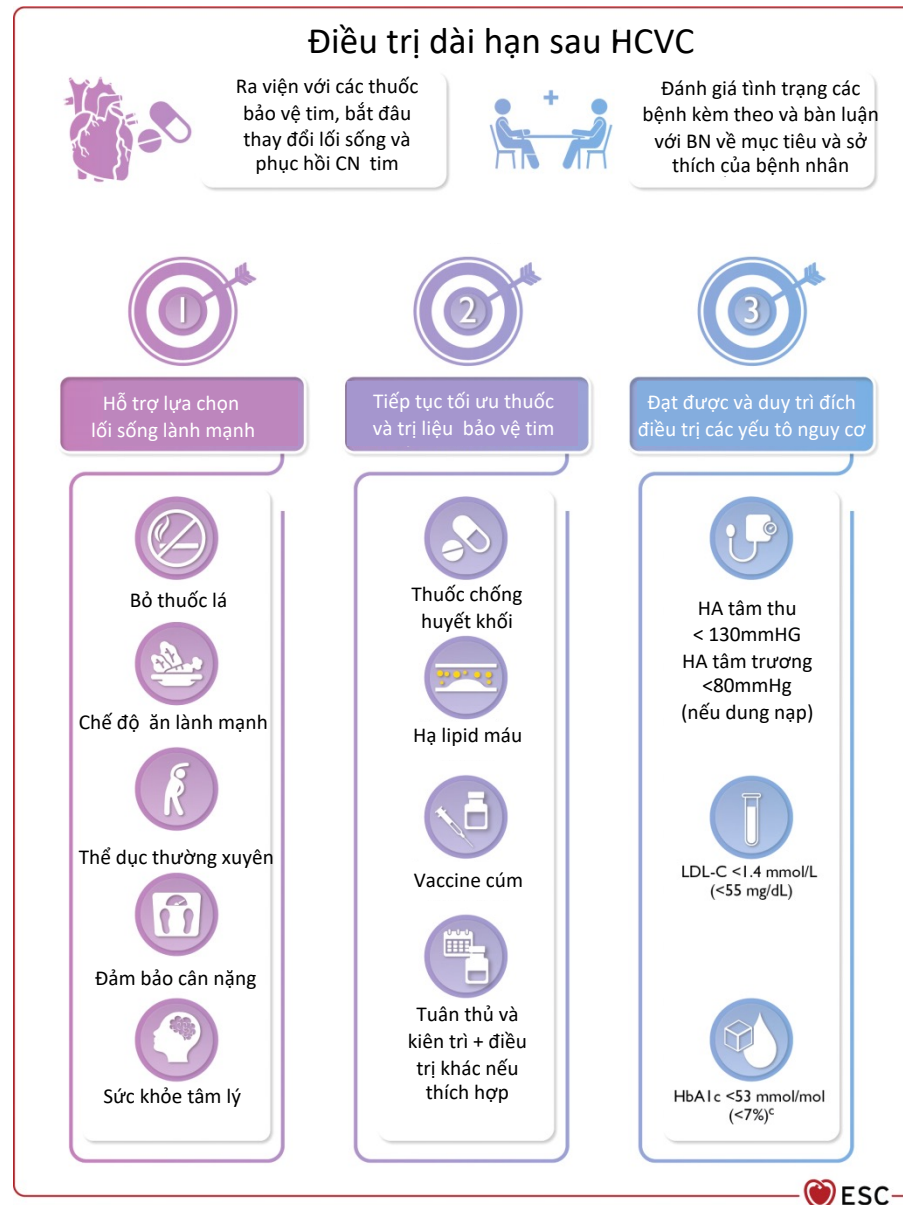 Điều trị dài hạn sau HCVC
Ra viện với các thuốc
bảo vệ tim, bắt đâu
thay đổi lối sống và
phục hồi CN tim
Đánh giá tình trạng các
bệnh kèm theo và bàn luận
với BN về mục tiêu và sở
thích của bệnh nhân
1
Hỗ trợ lựa chọn
lối sống lành mạnh
Bỏ thuốc lá
Chế độ ăn lành mạnh
Thể dục thường xuyên
Đảm bảo cân nặng
Sức khỏe tâm lý
2
Tiếp tục tối ưu thuốc
và trị liệu bảo vệ tim
Thuốc chống
huyết khối
Hạ lipid máu
Vaccine cúm
Tuân thủ và
kiên trì + điều
trị khác nếu
thích hợp
3
Đạt được và duy trì đích
điều trị các yếu tô nguy cơ
HA tâm thu
< 130mmHG
HA tâm trương
<80mmHg
(nếu dung nạp)
LDL-C <1.4 mmol/L
(<55 mg/dL)
HbA1c <53 mmol/mol
(<7%)ᶜ
ESC